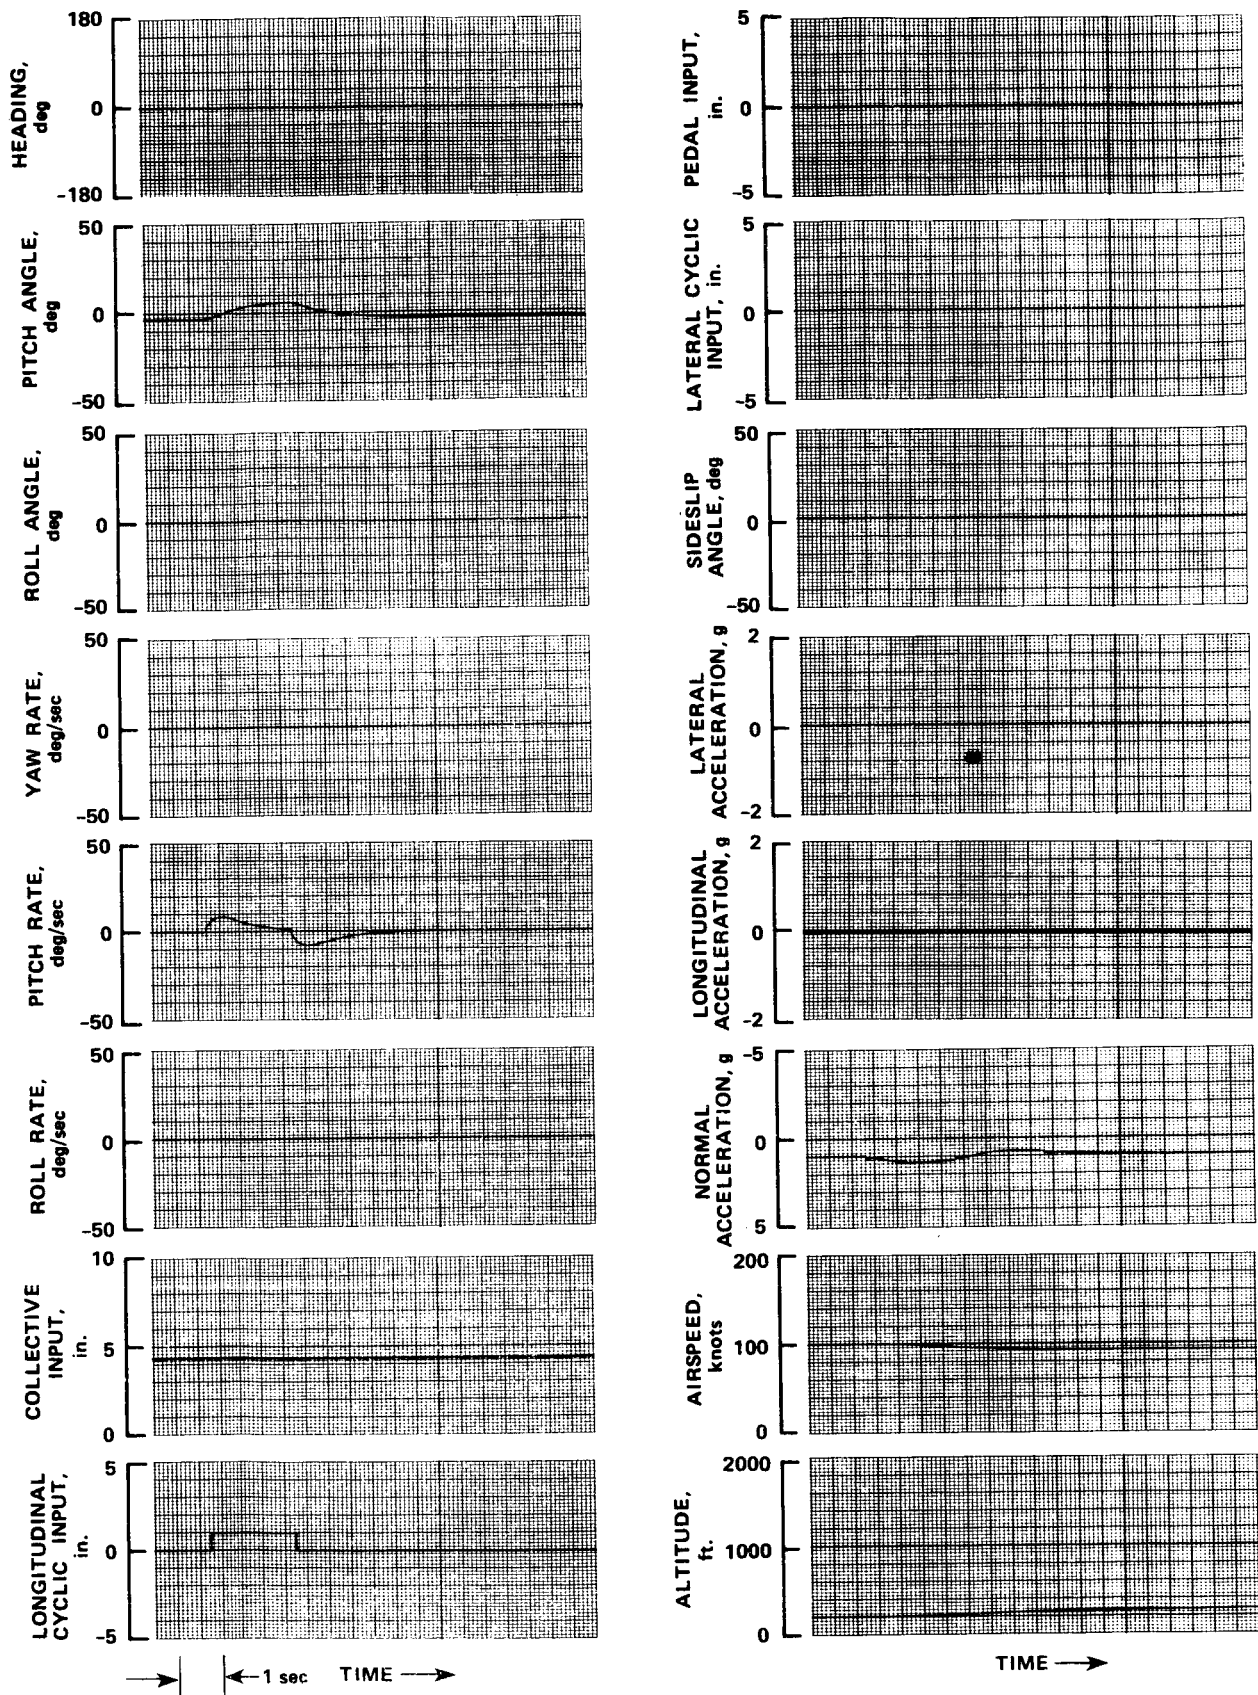 HEADING,
deg
180
0
-180
PITCH ANGLE,
deg
50
0
-50
ROLL ANGLE,
deg
50
0
-50
YAW RATE,
deg/sec
50
0
-50
PITCH RATE,
deg/sec
50
0
-50
ROLL RATE,
deg/sec
50
0
-50
COLLECTIVE
INPUT,
in.
10
5
0
LONGITUDINAL
CYCLIC INPUT,
in.
5
0
-5
1 sec
TIME
PEDAL INPUT,
in.
5
0
-5
LATERAL CYCLIC
INPUT, in.
5
0
-5
SIDESLIP
ANGLE, deg
50
0
-50
LATERAL
ACCELERATION, g
2
0
-2
LONGITUDINAL
ACCELERATION, g
2
0
-2
NORMAL
ACCELERATION, g
-5
0
5
AIRSPEED,
knots
200
100
0
ALTITUDE,
ft.
2000
1000
0
TIME